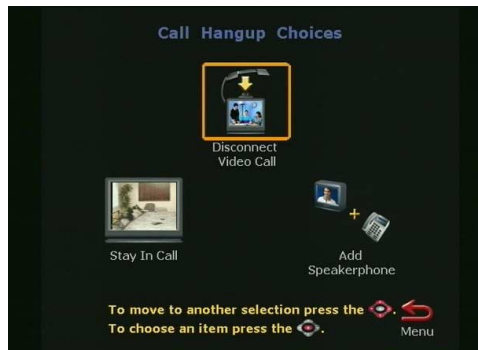 Call Hangup Choices
Disconnect
Video Call
Stay In Call
Add
Speakerphone
To move to another selection press the .
To choose an item press the .
Menu